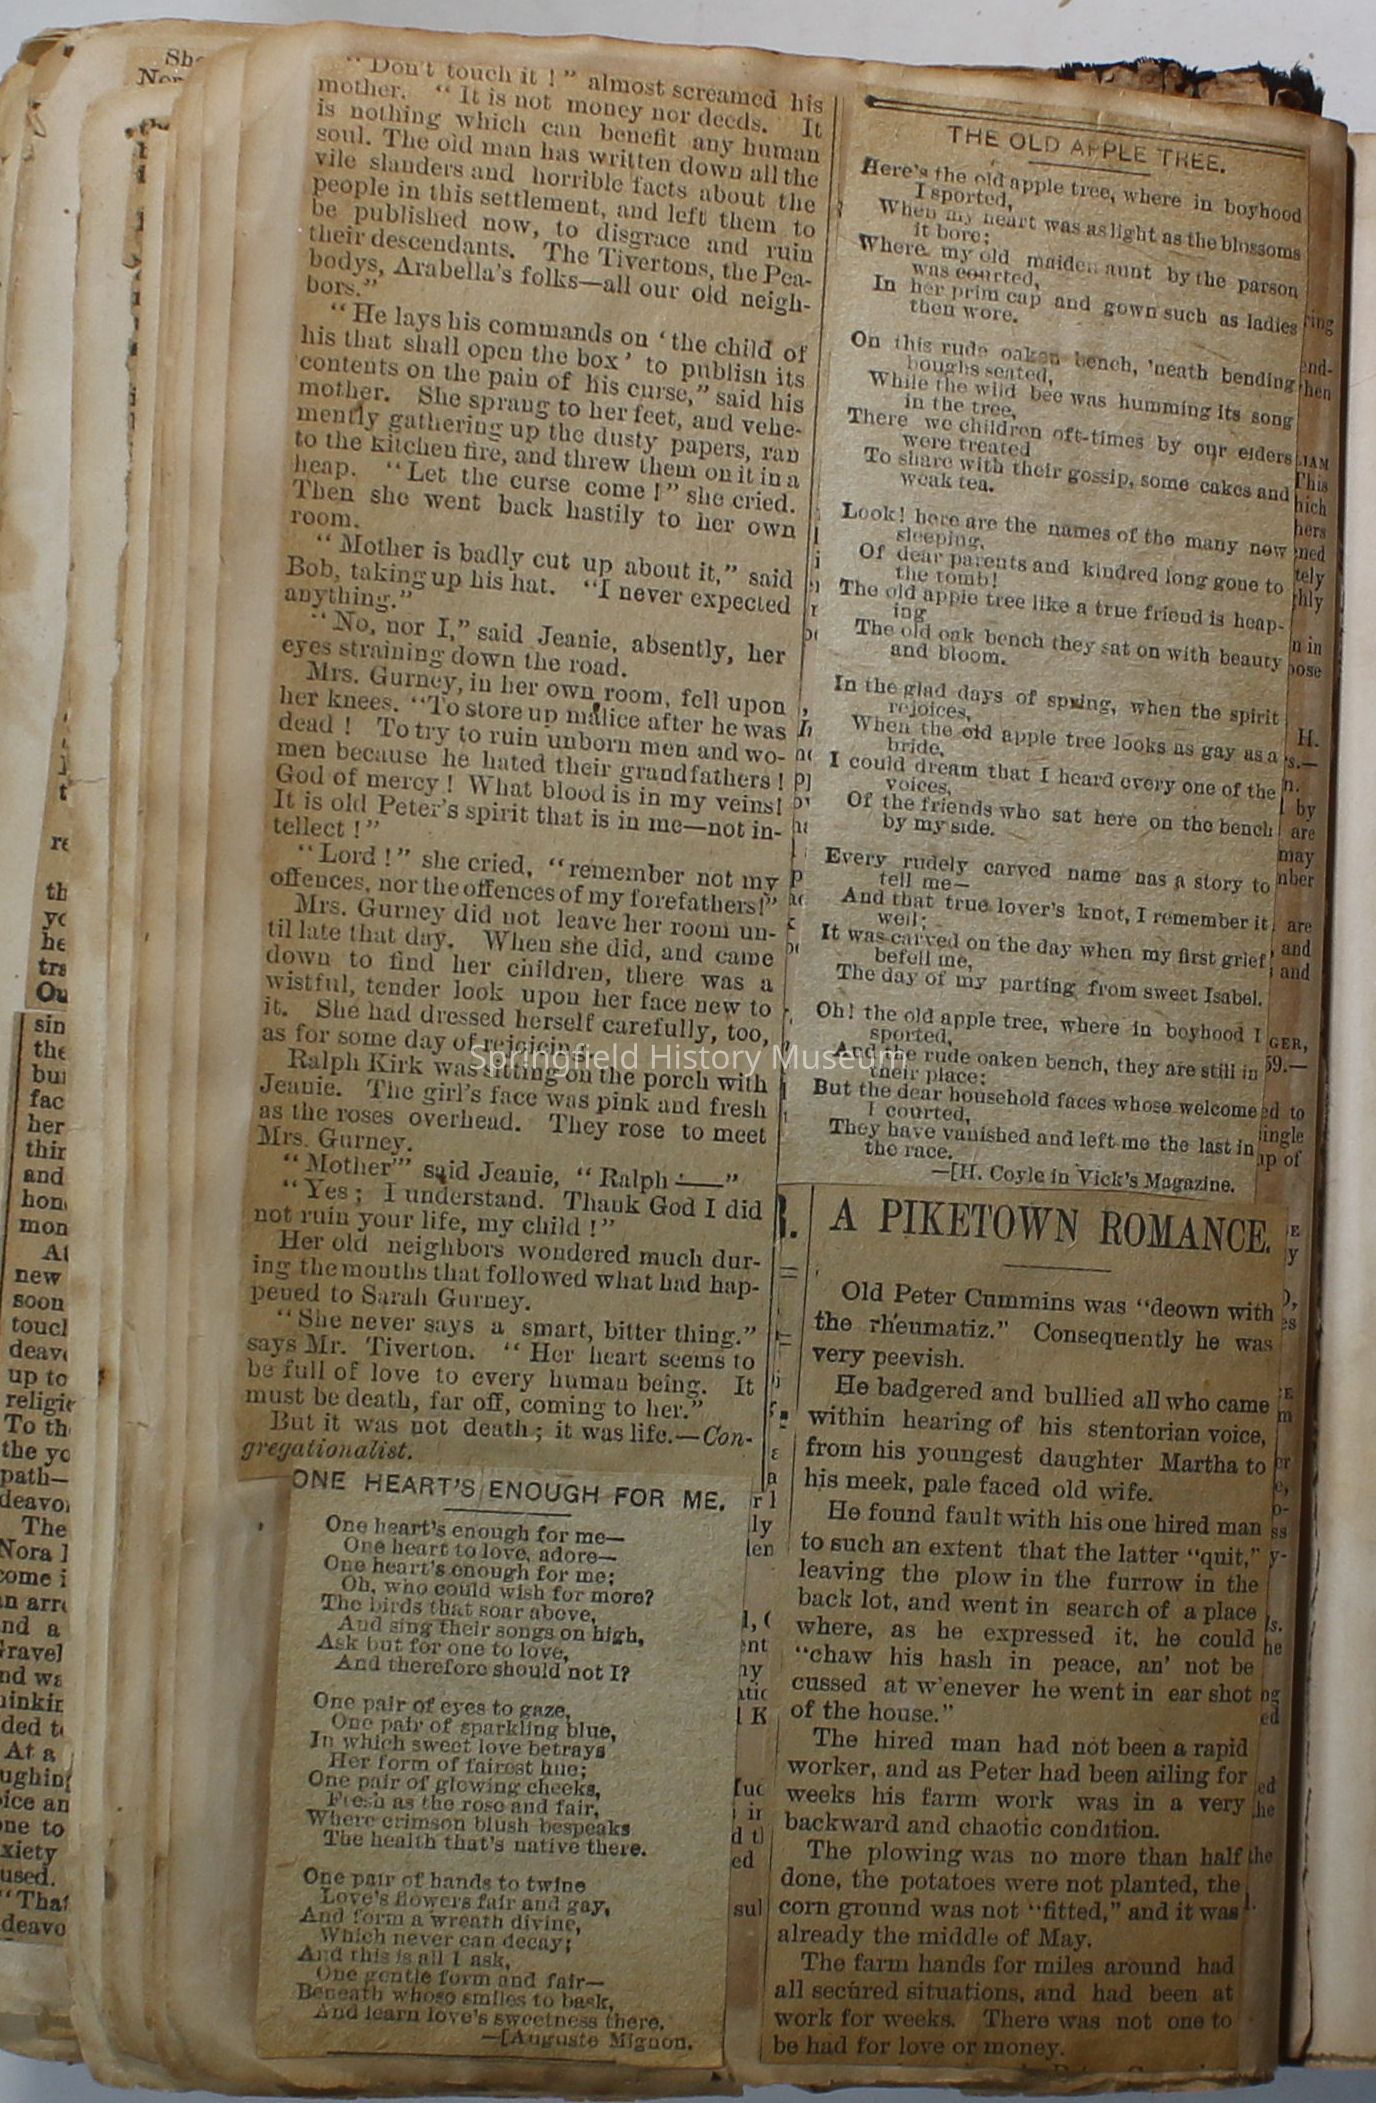 "Don't touch it!" almost screamed his
mother. "It is not money nor deeds. It
is nothing which can benefit any human
soul. The old man has written down all the
vile slanders and horrible facts about the
people in this settlement, and left them to
be published now, to disgrace and ruin
their descendants. The Tivertons, the Pea-
bodys, Arabella's folks—all our old neigh-
bors."
"He lays his commands on 'the child of
his that shall open the box' to publish its
contents on the pain of his curse," said his
mother. She sprang to her feet, and vehe-
mently gathering up the dusty papers, ran
to the kitchen fire, and threw them on it in a
heap. "Let the curse come!" she cried.
Then she went back hastily to her own
room.
"Mother is badly cut up about it," said
Bob, taking up his hat. "I never expected
anything."
"No, nor I," said Jeanie, absently, her
eyes straining down the road.
Mrs. Gurney, in her own room, fell upon
her knees. "To store up malice after he was
dead! To try to ruin unborn men and wo-
men because he hated their grandfathers!
God of mercy! What blood is in my veins!
It is old Peter's spirit that is in me—not in-
tellect!"
"Lord!" she cried, "remember not my
offences, nor the offences of my forefathers!"
Mrs. Gurney did not leave her room un-
til late that day. When she did, and came
down to find her children, there was a
wistful, tender look upon her face new to
it. She had dressed herself carefully, too,
as for some day of rejoicing.
Ralph Kirk was sitting on the porch with
Jeanie. The girl's face was pink and fresh
as the roses overhead. They rose to meet
Mrs. Gurney.
"Mother" said Jeanie, "Ralph —"
"Yes; I understand. Thank God I did
not ruin your life, my child!"
Her old neighbors wondered much dur-
ing the months that followed what had hap-
pened to Sarah Gurney.
"She never says a smart, bitter thing."
says Mr. Tiverton. "Her heart seems to
be full of love to every human being. It
must be death, far off, coming to her."
But it was not death; it was life.—Con-
gregationalist.
ONE HEART'S ENOUGH FOR ME.
One heart's enough for me—
One heart to love, adore—
One heart's enough for me;
Oh, who could wish for more?
The birds that soar above,
And sing their songs on high,
Ask but for one to love,
And therefore should not I?
One pair of eyes to gaze,
One pair of sparkling blue,
In which sweet love betrays
Her form of fairest hue;
One pair of glowing cheeks,
Fresh as the rose and fair,
Where crimson blush bespeaks
The health that's native there.
One pair of hands to twine
Love's flowers fair and gay,
And form a wreath divine,
Which never can decay;
And this is all I ask,
One gentle form and fair—
Beneath whose smiles to bask,
And learn love's sweetness there.
—[Auguste Mignon.
THE OLD APPLE TREE.
Here's the old apple tree, where in boyhood
I sported,
When my heart was as light as the blossoms
it bore;
Where my old maiden aunt by the parson
was courted,
In her prim cap and gown such as ladies
then wore.
On this rude oaken bench, 'neath bending
boughs seated,
While the wild bee was humming its song
in the tree,
There we children oft-times by our elders
were treated
To share with their gossip, some cakes and
weak tea.
Look! here are the names of the many now
sleeping,
Of dear parents and kindred long gone to
the tomb!
The old apple tree like a true friend is heap-
ing
The old oak bench they sat on with beauty
and bloom.
In the glad days of spring, when the spirit
rejoices,
When the old apple tree looks as gay as a
bride,
I could dream that I heard every one of the
voices,
Of the friends who sat here on the bench
by my side.
Every rudely carved name has a story to
tell me—
And that true lover's knot, I remember it
well;
It was carved on the day when my first grief
befell me,
The day of my parting from sweet Isabel.
Oh! the old apple tree, where in boyhood I
sported,
And the rude oaken bench, they are still in
their place;
But the dear household faces whose welcome
I courted,
They have vanished and left me the last in
the race.
—[H. Coyle in Vick's Magazine.
A PIKETOWN ROMANCE.
Old Peter Cummins was "deown with
the rheumatiz." Consequently he was
very peevish.
He badgered and bullied all who came
within hearing of his stentorian voice,
from his youngest daughter Martha to
his meek, pale faced old wife.
He found fault with his one hired man
to such an extent that the latter "quit,"
leaving the plow in the furrow in the
back lot, and went in search of a place
where, as he expressed it, he could
"chaw his hash in peace, an' not be
cussed at w'enever he went in ear shot
of the house."
The hired man had not been a rapid
worker, and as Peter had been ailing for
weeks his farm work was in a very
backward and chaotic condition.
The plowing was no more than half
done, the potatoes were not planted, the
corn ground was not "fitted," and it was
already the middle of May.
The farm hands for miles around had
all secured situations, and had been at
work for weeks. There was not one to
be had for love or money.
Springfield History Museum